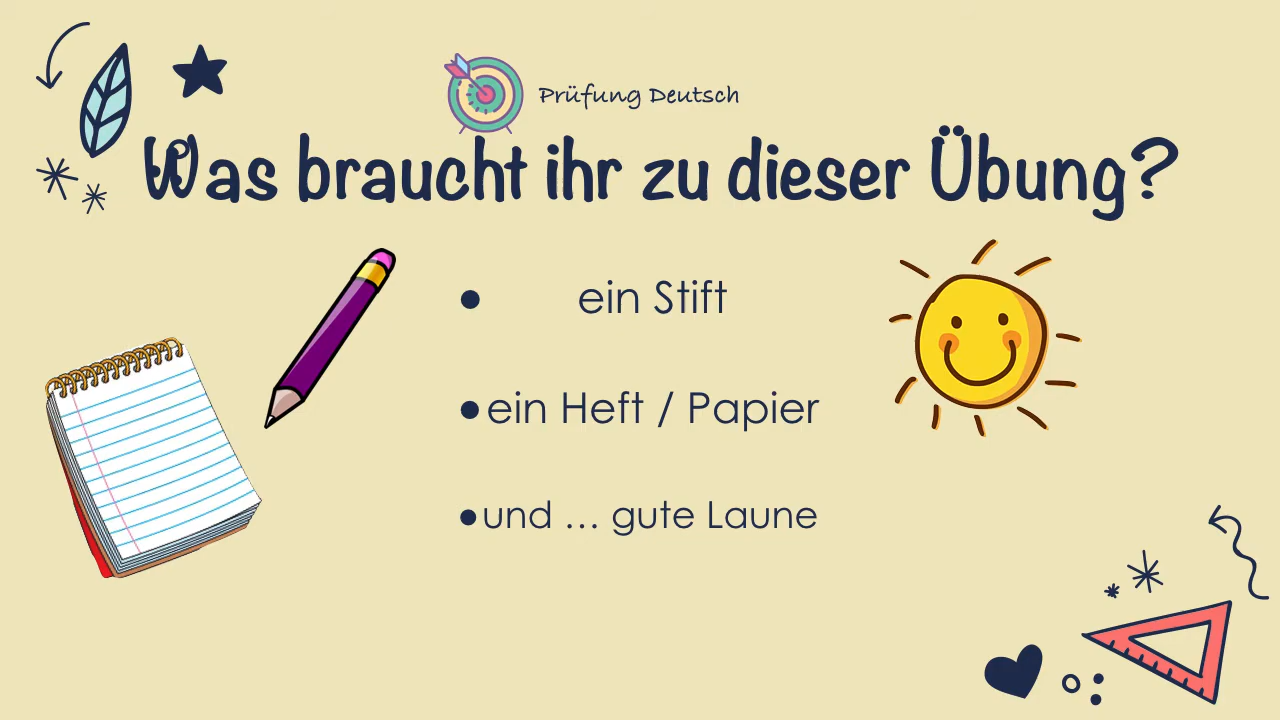 Prüfung Deutsch
Was braucht ihr zu dieser Übung?
● ein Stift
● ein Heft / Papier
● und … gute Laune